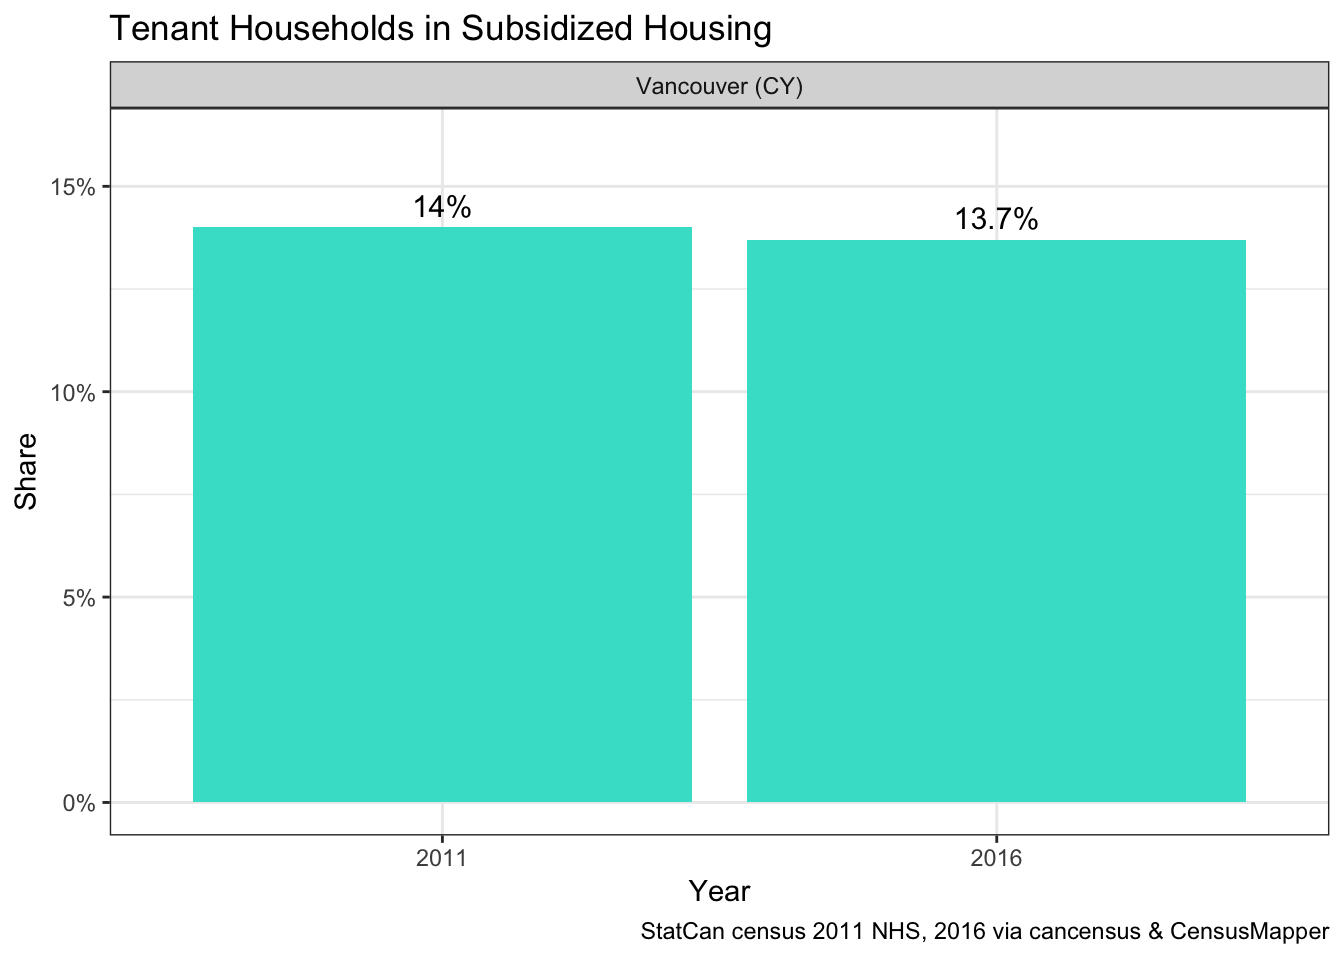 Tenant Households in Subsidized Housing
Vancouver (CY)
15%
14%
13.7%
10%
Share
5%
0%
2011
2016
Year
StatCan census 2011 NHS, 2016 via cancensus & CensusMapper